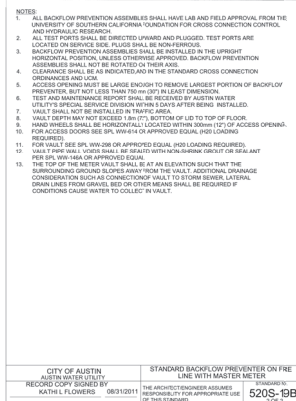 NOTES:
1. ALL BACKFLOW PREVENTION ASSEMBLIES SHALL HAVE LAB AND FIELD APPROVAL FROM THE
UNIVERSITY OF SOUTHERN CALIFORNIA FOUNDATION FOR CROSS CONNECTION CONTROL
AND HYDRAULIC RESEARCH.
2. ALL TEST PORTS SHALL BE DIRECTED UWARD AND PLUGGED. TEST PORTS ARE
LOCATED ON SERVICE SIDE. PLUGS SHALL BE NON-FERROUS.
3. BACKFLOW PREVENTION ASSEMBLIES SHALL BE INSTALLED IN THE UPRIGHT
HORIZONTAL POSITION, UNLESS OTHERWISE APPROVED. BACKFLOW PREVENTION
ASSEMBLIES SHALL NOT BE ROTATED ON THEIR AXIS.
4. CLEARANCE SHALL BE AS INDICATED,AND IN THE STANDARD CROSS CONNECTION
ORDINANCES AND UCM.
5. ACCESS OPENING MUST BE LARGE ENOUGH TO REMOVE LARGEST PORTION OF BACKFLOW
PREVENTER, BUT NOT LESS THAN 750 mm (30") IN LEAST DIMENSION.
6. TEST AND MAINTENANCE REPORT SHALL BE RECEIVED BY AUSTIN WATER
UTILITY'S SPECIAL SERVICE DIVISION WITHIN 5 DAYS AFTER BEING INSTALLED.
7. VAULT SHALL NOT BE INSTALLED IN TRAFFIC AREA.
8. VAULT DEPTH MAY NOT EXCEED 1.8m (72"), BOTTOM OF LID TO TOP OF FLOOR.
9. HAND WHEELS SHALL BE HORIZONTALLY LOCATED WITHIN 300mm (12") OF ACCESS OPENING.
10. FOR ACCESS DOORS SEE SPL WW-614 OR APPROVED EQUAL (H20 LOADING
REQUIRED).
11. FOR VAULT SEE SPL WW-298 OR APPROVED EQUAL (H20 LOADING REQUIRED).
12. VAULT PIPE WALL VOIDS SHALL BE SEALED WITH NON-SHRINK GROUT OR SEALANT
PER SPL WW-146A OR APPROVED EQUAL.
13. THE TOP OF THE METER VAULT SHALL BE AT AN ELEVATION SUCH THAT THE
SURROUNDING GROUND SLOPES AWAY FROM THE VAULT. ADDITIONAL DRAINAGE
CONSIDERATION SUCH AS CONNECTIONOF VAULT TO STORM SEWER, LATERAL
DRAIN LINES FROM GRAVEL BED OR OTHER MEANS SHALL BE REQUIRED IF
CONDITIONS CAUSE WATER TO COLLECT IN VAULT.
CITY OF AUSTIN
AUSTIN WATER UTILITY
STANDARD BACKFLOW PREVENTER ON FIRE
LINE WITH MASTER METER
RECORD COPY SIGNED BY
KATHI L FLOWERS 08/31/2011
THE ARCHITECT/ENGINEER ASSUMES
RESPONSIBILITY FOR APPROPRIATE USE
OF THIS STANDARD.
STANDARD NO.
520S-19B
2 OF 2